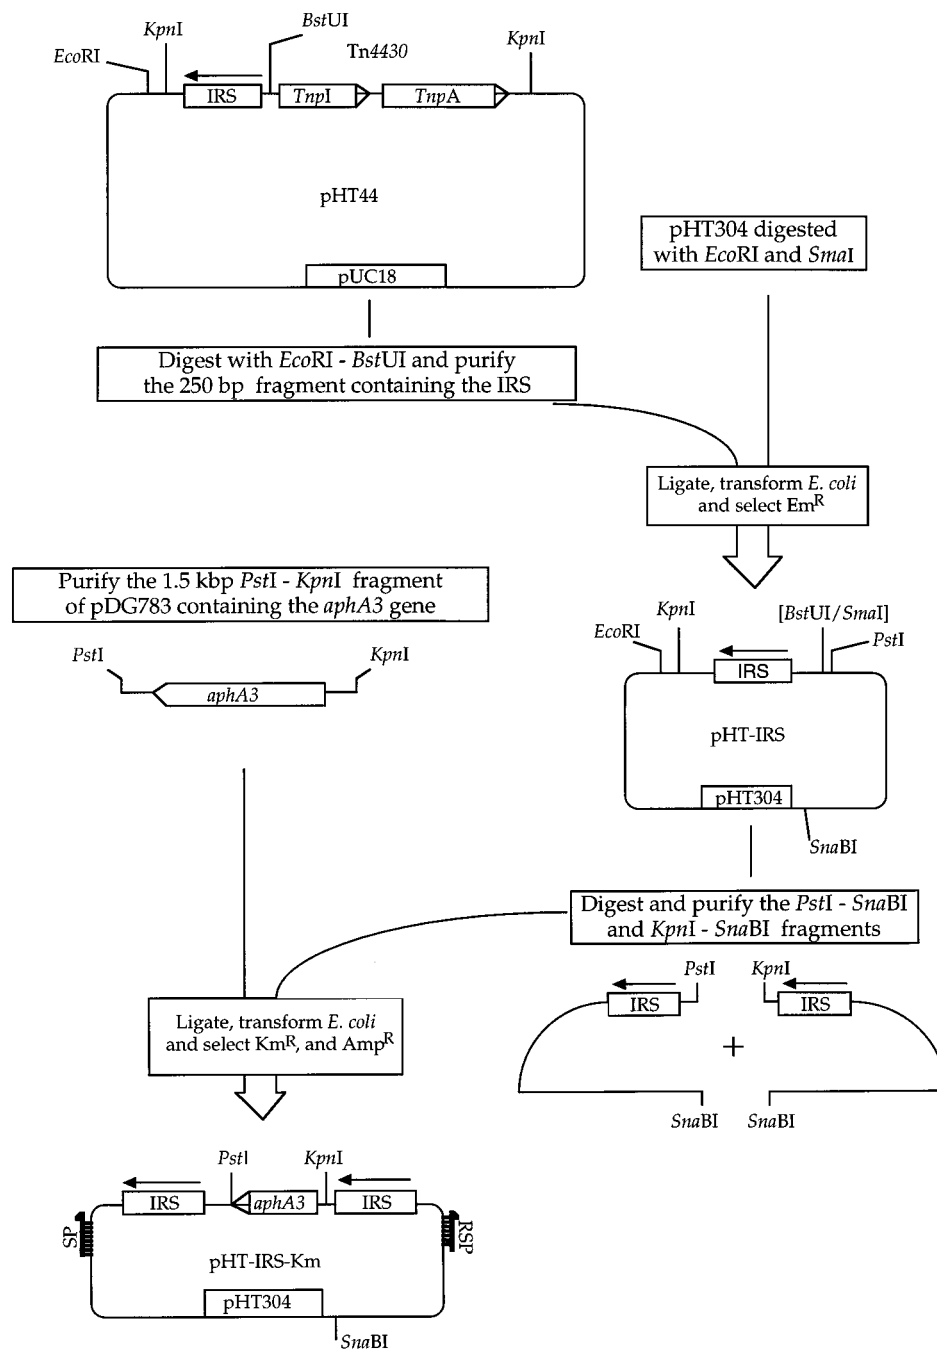 BstUI
KpnI
Tn4430
KpnI
EcoRI
IRS
TnpI
TnpA
pHT44
pUC18
pHT304 digested
with EcoRI and SmaI
Digest with EcoRI - BstUI and purify
the 250 bp fragment containing the IRS
Ligate, transform E. coli
and select EmR
Purify the 1.5 kbp PstI - KpnI fragment
of pDG783 containing the aphA3 gene
PstI
KpnI
aphA3
KpnI
[BstUI/SmaI]
EcoRI
PstI
IRS
pHT-IRS
pHT304
SnaBI
Digest and purify the PstI - SnaBI
and KpnI - SnaBI fragments
PstI
KpnI
IRS
IRS
+
SnaBI
SnaBI
Ligate, transform E. coli
and select KmR, and AmpR
PstI
KpnI
IRS
aphA3
IRS
SP
RSP
pHT-IRS-Km
pHT304
SnaBI